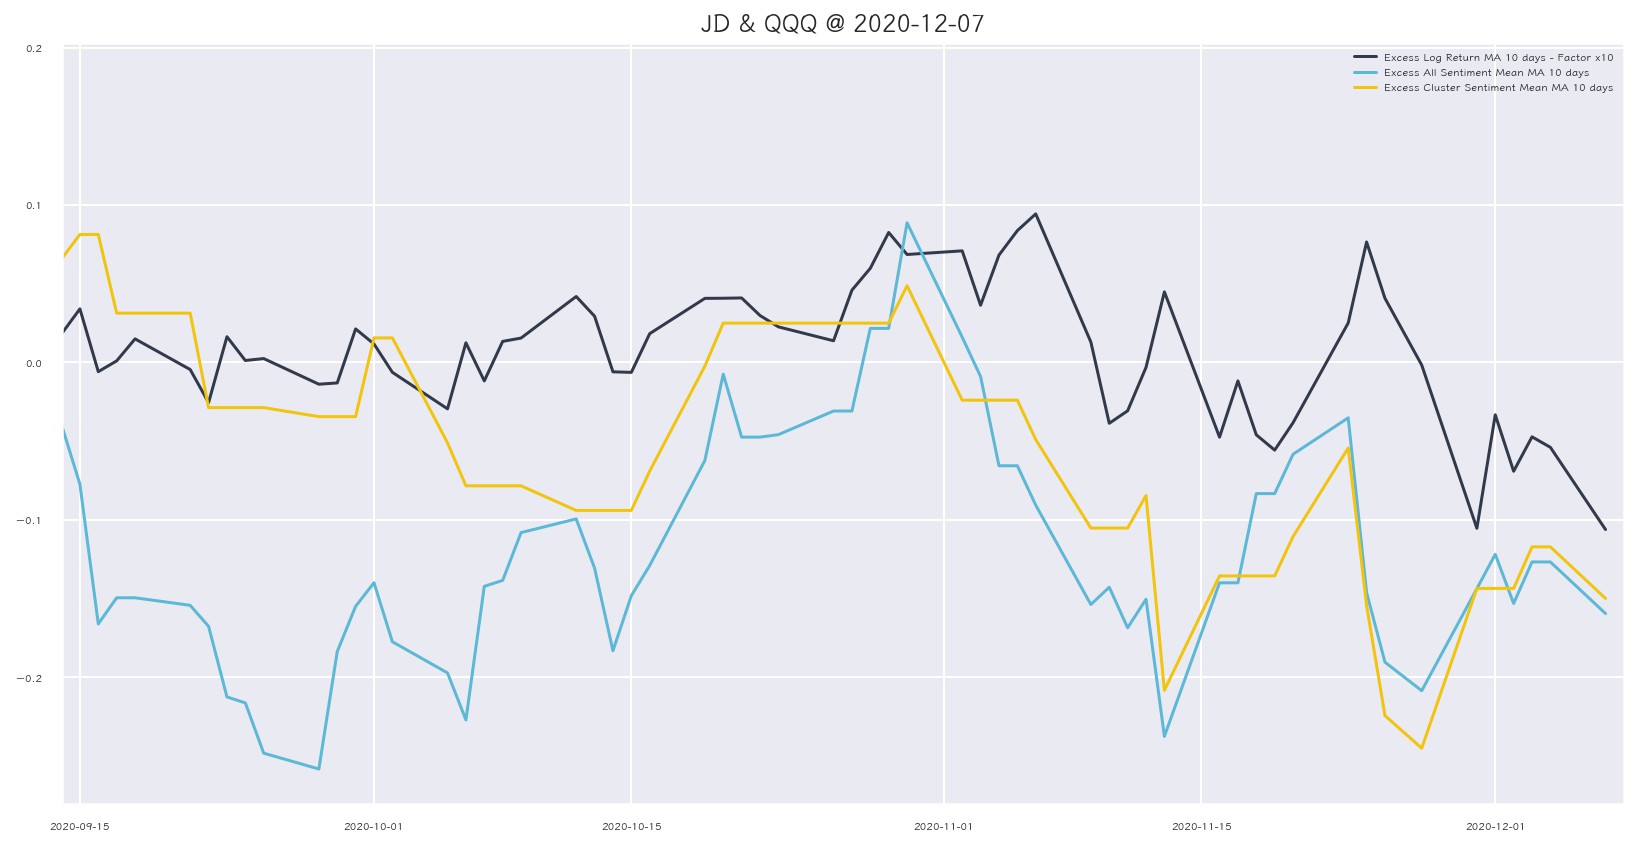 JD & QQQ @ 2020-12-07
Excess Log Return MA 10 days - Factor x10
Excess All Sentiment Mean MA 10 days
Excess Cluster Sentiment Mean MA 10 days
0.2
0.1
0.0
−0.1
−0.2
2020-09-15
2020-10-01
2020-10-15
2020-11-01
2020-11-15
2020-12-01